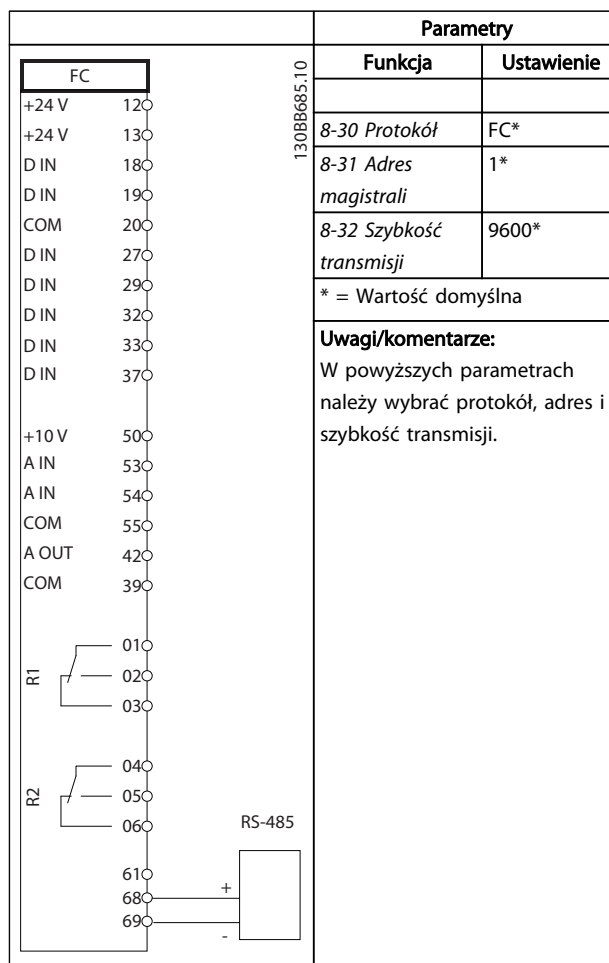 FC
+24 V 12
+24 V 13
D IN 18
D IN 19
COM 20
D IN 27
D IN 29
D IN 32
D IN 33
D IN 37
+10 V 50
A IN 53
A IN 54
COM 55
A OUT 42
COM 39
R1
01
02
03
R2
04
05
06
RS-485
61
68 +
69 -
130BB685.10
Parametry
Funkcja Ustawienie
8-30 Protokół FC*
8-31 Adres 1*
magistrali
8-32 Szybkość 9600*
transmisji
* = Wartość domyślna
Uwagi/komentarze:
W powyższych parametrach
należy wybrać protokół, adres i
szybkość transmisji.